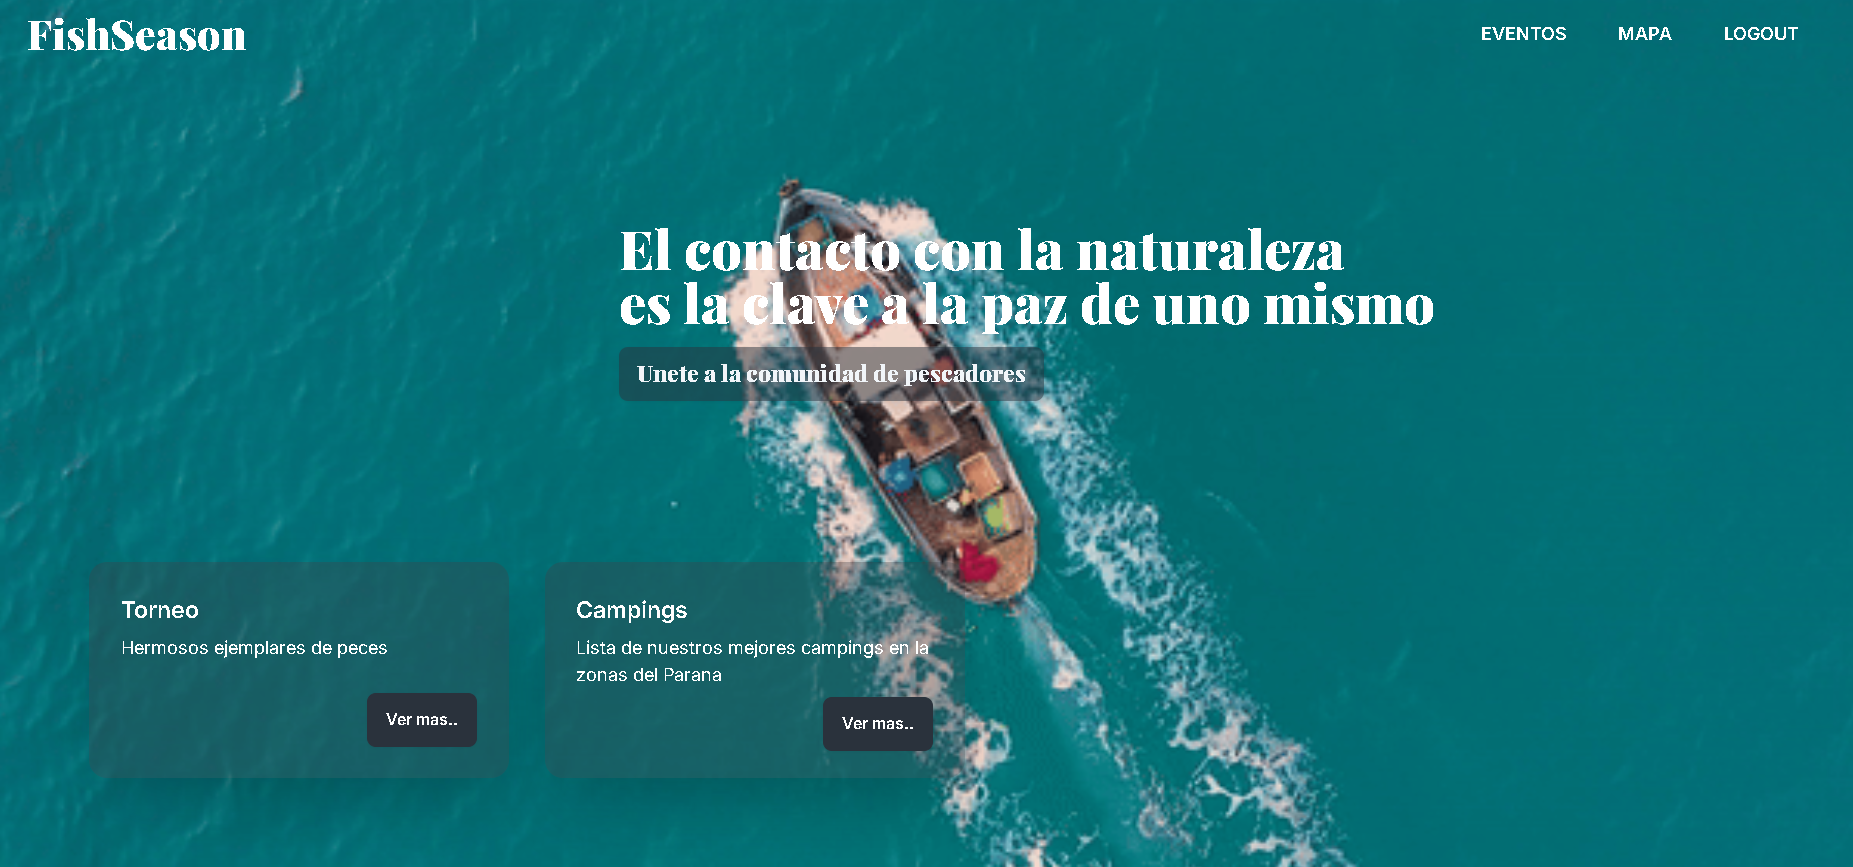 FishSeason
EVENTOS
MAPA
LOGOUT
El contacto con la naturaleza
es la clave a la paz de uno mismo
Unete a la comunidad de pescadores
Torneo
Hermosos ejemplares de peces
Ver mas..
Campings
Lista de nuestros mejores campings en la
zonas del Parana
Ver mas..